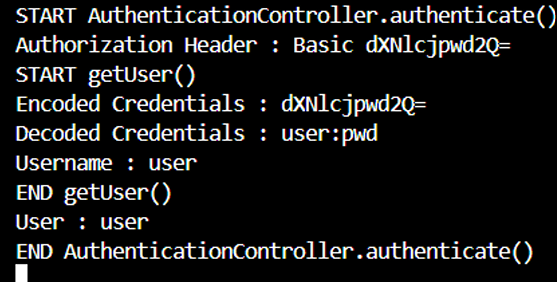 START AuthenticationController.authenticate()
Authorization Header : Basic dXNlcjpwd2Q=
START getUser()
Encoded Credentials : dXNlcjpwd2Q=
Decoded Credentials : user:pwd
Username : user
END getUser()
User : user
END AuthenticationController.authenticate()